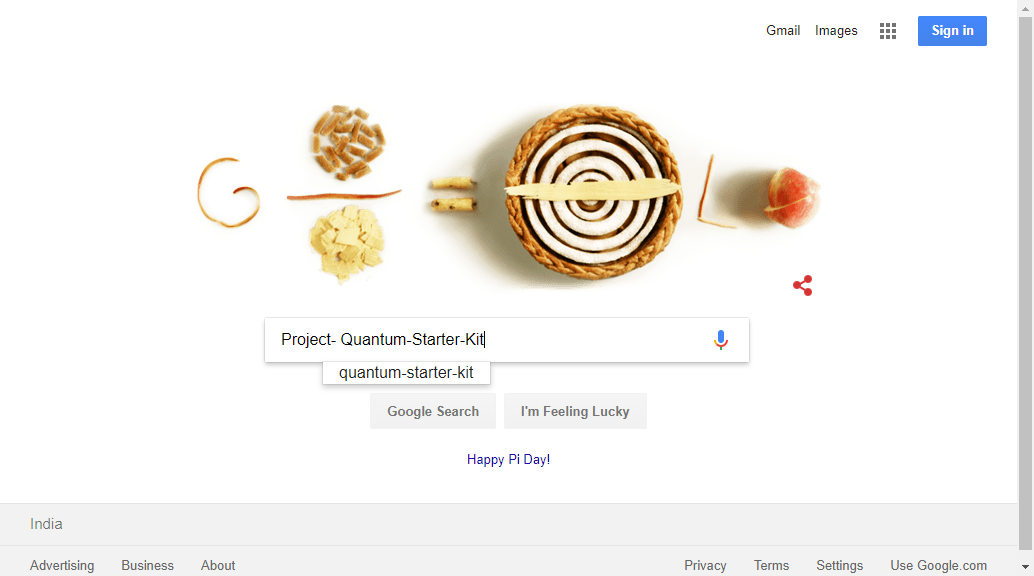 Gmail Images Sign in
Project- Quantum-Starter-Kit
quantum-starter-kit
Google Search I'm Feeling Lucky
Happy Pi Day!
India
Advertising Business About Privacy Terms Settings Use Google.com